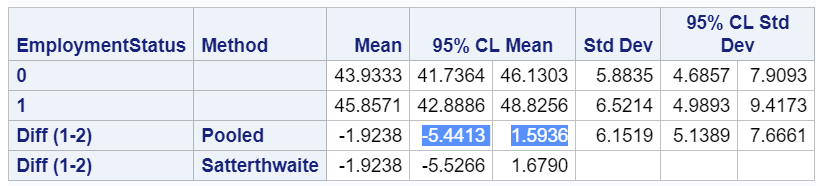 EmploymentStatus Method Mean 95% CL Mean Std Dev 95% CL Std Dev
0 43.9333 41.7364 46.1303 5.8835 4.6857 7.9093
1 45.8571 42.8886 48.8256 6.5214 4.9893 9.4173
Diff (1-2) Pooled -1.9238 -5.4413 1.5936 6.1519 5.1389 7.6661
Diff (1-2) Satterthwaite -1.9238 -5.5266 1.6790